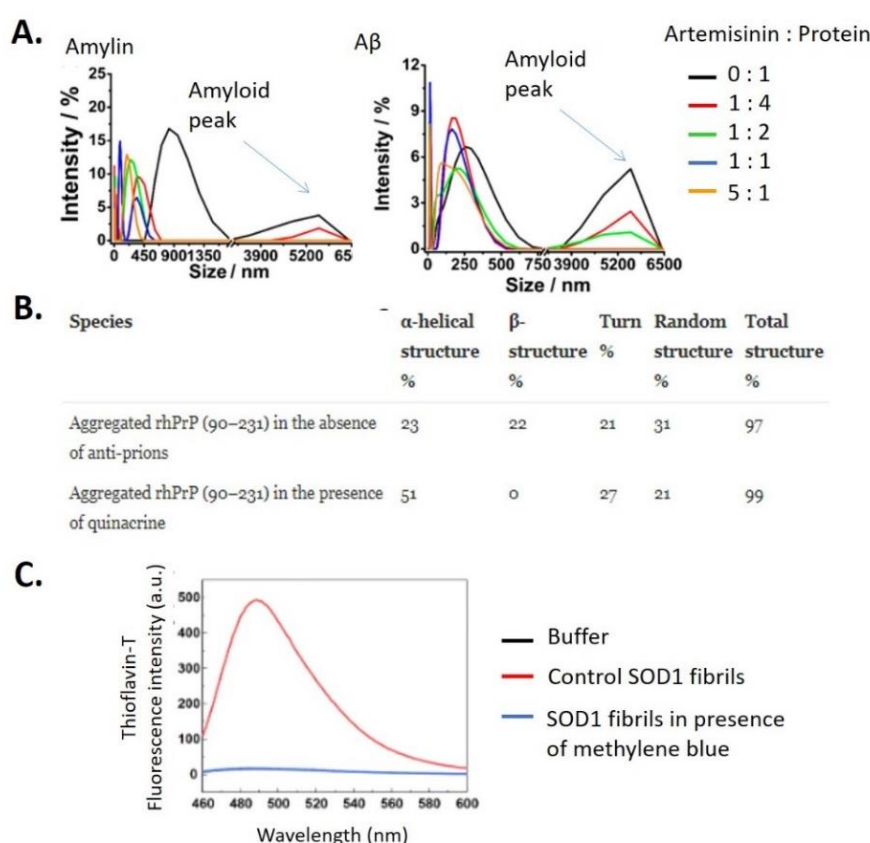 A.
Amylin
Aβ
Artemisinin : Protein
0 : 1
1 : 4
1 : 2
1 : 1
5 : 1
Amyloid
peak
Intensity / %
25
20
15
10
5
0
0 450 900 1350 3900 5200 65
Size / nm
Amyloid
peak
Intensity / %
12
9
6
3
0
0 250 500 750 3900 5200 6500
Size / nm
B.
Species α-helical β- Turn Random Total
structure structure % structure structure
% % % %
Aggregated rhPrP (90–231) in the absence 23 22 21 31 97
of anti-prions
Aggregated rhPrP (90–231) in the presence 51 0 27 21 99
of quinacrine
C.
Thioflavin-T
Fluorescence intensity (a.u.)
500
400
300
200
100
0
460 480 500 520 540 560 580 600
Wavelength (nm)
Buffer
Control SOD1 fibrils
SOD1 fibrils in presence
of methylene blue